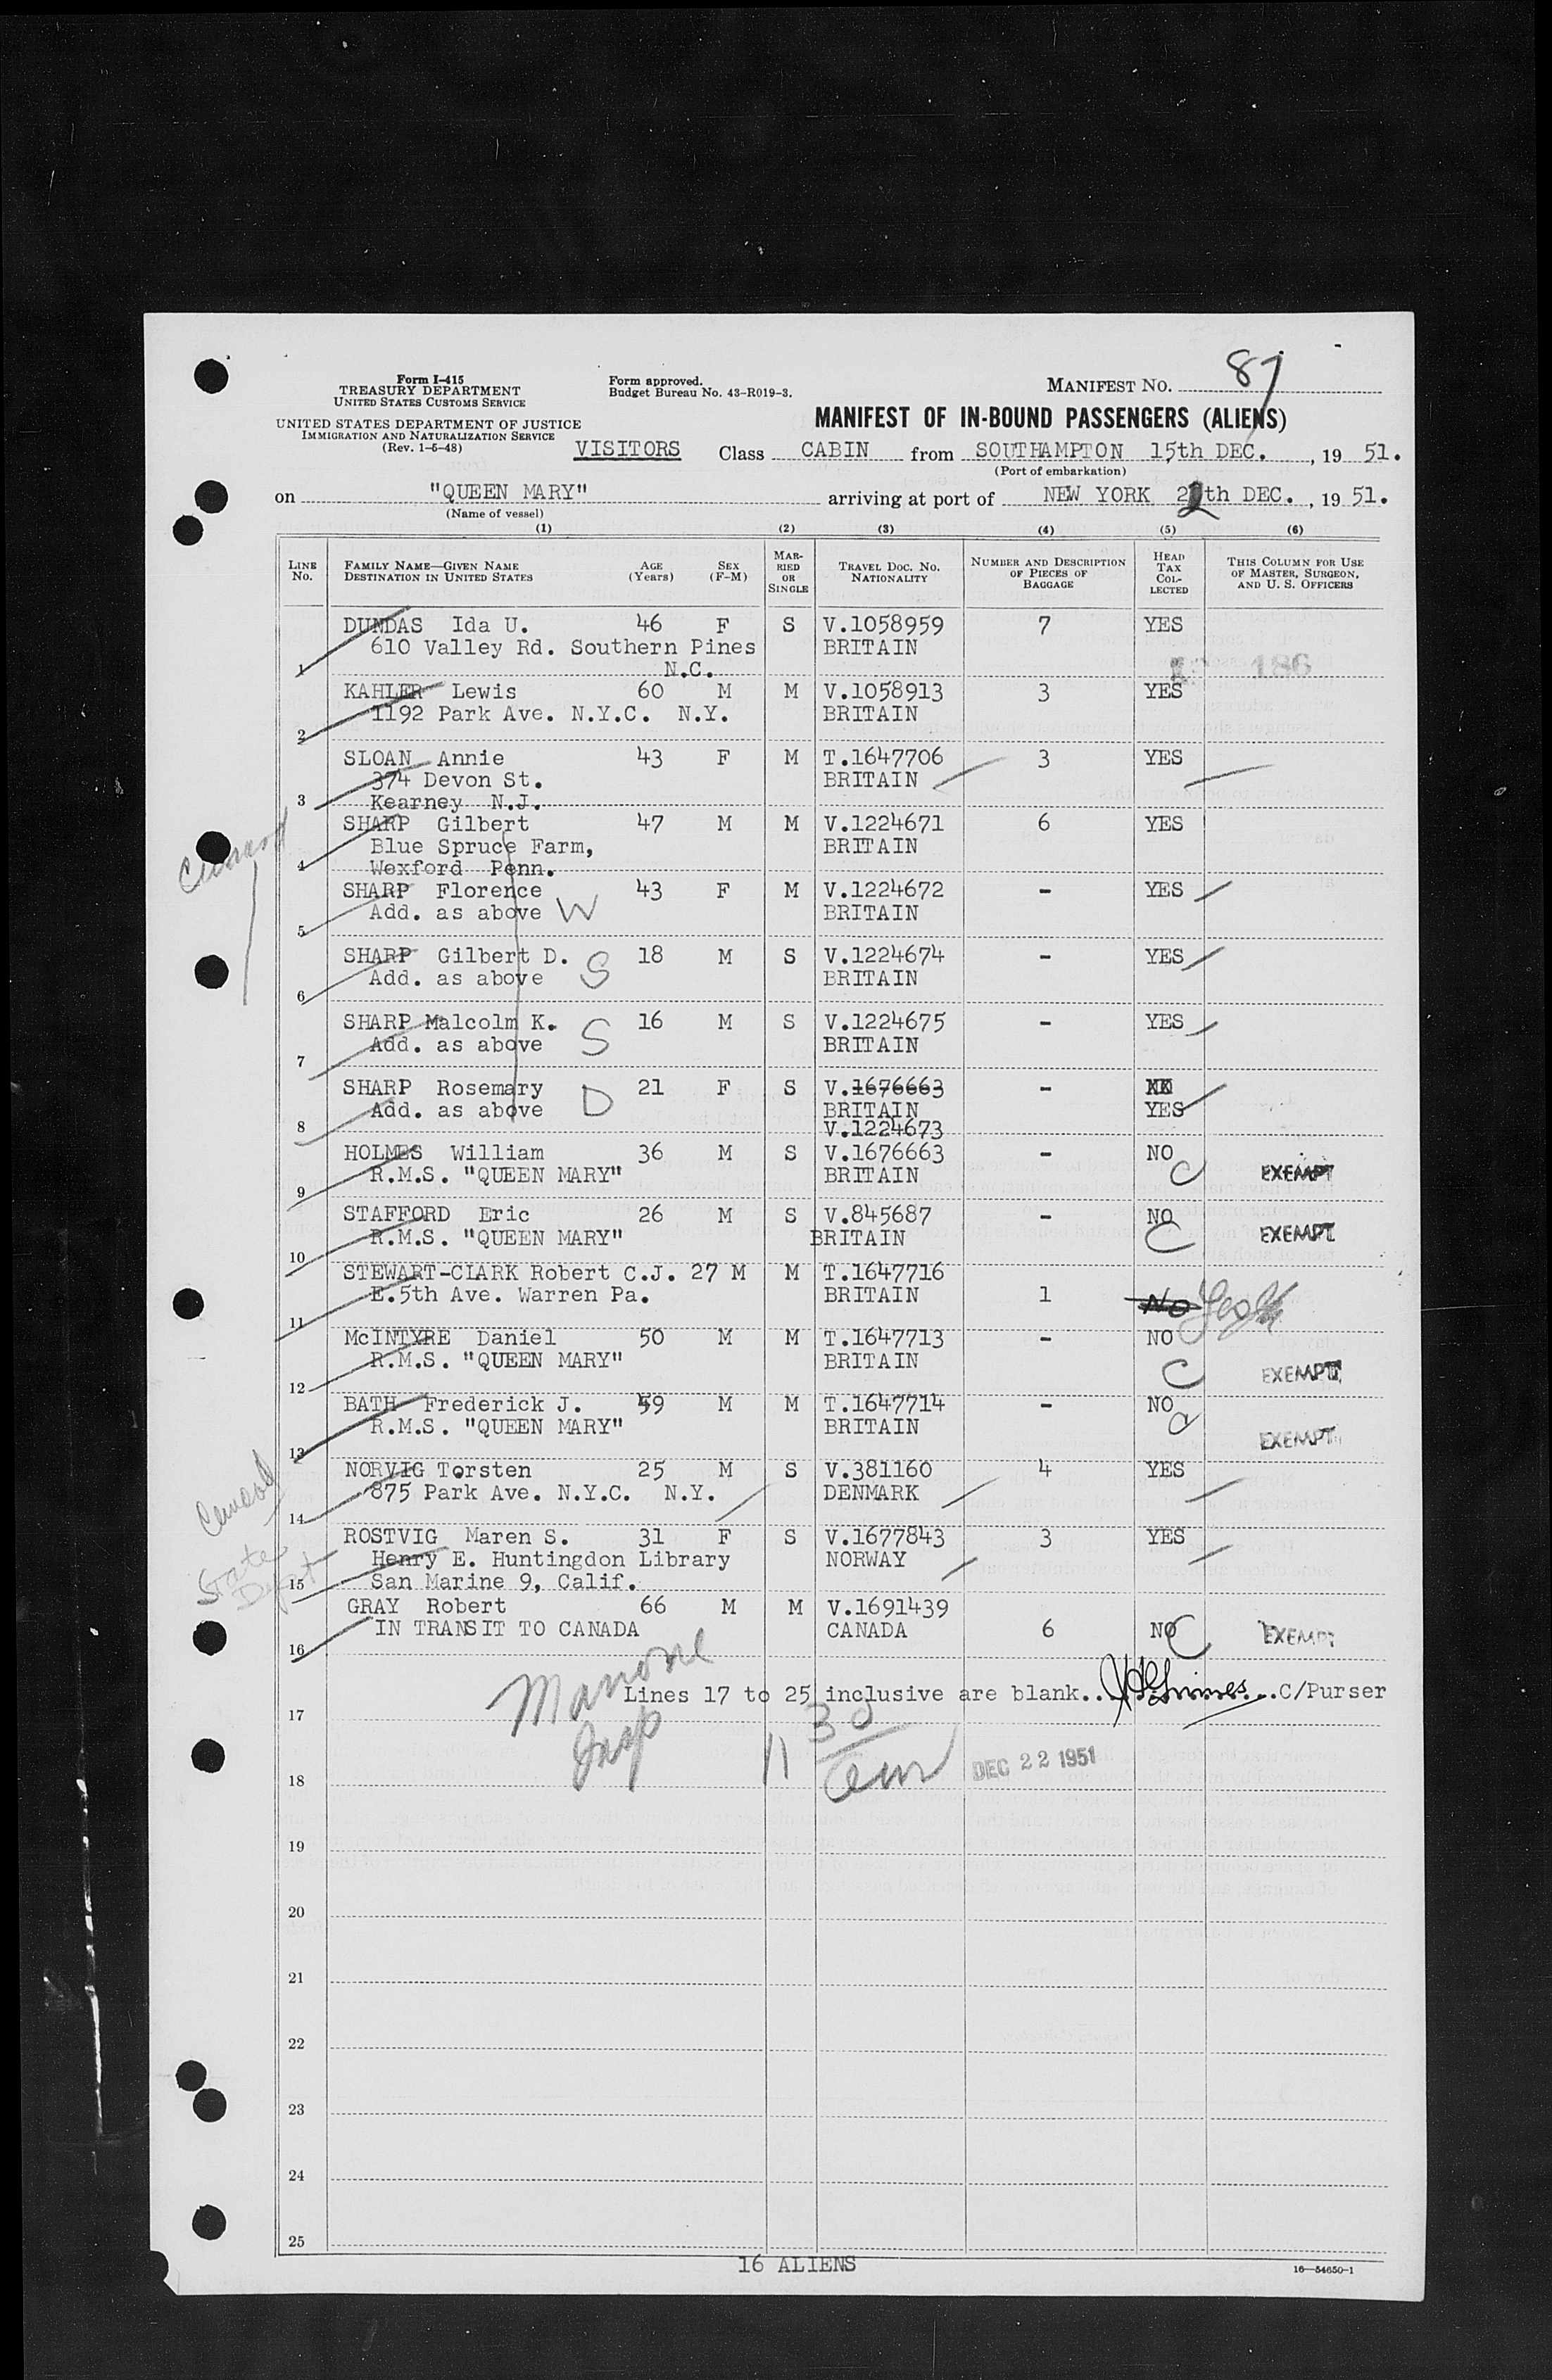 Form I-415
TREASURY DEPARTMENT
UNITED STATES CUSTOMS SERVICE
UNITED STATES DEPARTMENT OF JUSTICE
IMMIGRATION AND NATURALIZATION SERVICE
(Rev. 1-5-48)
Form approved.
Budget Bureau No. 43-R019-3.
MANIFEST NO. 87
MANIFEST OF IN-BOUND PASSENGERS (ALIENS)
VISITORS Class CABIN from SOUTHAMPTON 15th DEC. , 19 51.
(Port of embarkation)
on "QUEEN MARY" arriving at port of NEW YORK 22th DEC. , 19 51.
(Name of vessel)
(1) (2) (3) (4) (5) (6)
LINE No. FAMILY NAME—GIVEN NAME DESTINATION IN UNITED STATES AGE (Years) SEX (F-M) MARRIED OR SINGLE TRAVEL DOC. NO. NATIONALITY NUMBER AND DESCRIPTION OF PIECES OF BAGGAGE HEAD TAX COLLECTED THIS COLUMN FOR USE OF MASTER, SURGEON, AND U. S. OFFICERS
DUNDAS Ida U. 46 F S V.1058959 7 YES
610 Valley Rd. Southern Pines BRITAIN
1 N.C. 186
KAHLER Lewis 60 M M V.1058913 3 YES
1192 Park Ave. N.Y.C. N.Y. BRITAIN
2
SLOAN Annie 43 F M T.1647706 3 YES
374 Devon St. BRITAIN
3 Kearney N.J.
SHARP Gilbert 47 M M V.1224671 6 YES
Blue Spruce Farm, BRITAIN
4 Wexford Penn.
Cunard
SHARP Florence 43 F M V.1224672 - YES
Add. as above W BRITAIN
5
SHARP Gilbert D. 18 M S V.1224674 - YES
Add. as above S BRITAIN
6
SHARP Malcolm K. 16 M S V.1224675 - YES
Add. as above S BRITAIN
7
SHARP Rosemary 21 F S V.1676663 - XX
Add. as above D BRITAIN YES
8 V.1224673
HOLMES William 36 M S V.1676663 - NO
R.M.S. "QUEEN MARY" BRITAIN C EXEMPT
9
STAFFORD Eric 26 M S V.845687 - NO
R.M.S. "QUEEN MARY" BRITAIN C EXEMPT
10
STEWART-CLARK Robert C.J. 27 M M T.1647716
E.5th Ave. Warren Pa. BRITAIN 1 No Yes
11
McINTYRE Daniel 50 M M T.1647713 - NO
R.M.S. "QUEEN MARY" BRITAIN C EXEMPT
12
BATH Frederick J. 59 M M T.1647714 - NO
R.M.S. "QUEEN MARY" BRITAIN EXEMPT
13
NORVIG Torsten 25 M S V.381160 4 YES
875 Park Ave. N.Y.C. N.Y. DENMARK
14
ROSTVIG Maren S. 31 F S V.1677843 3 YES
Henry E. Huntingdon Library NORWAY
15 San Marine 9, Calif.
State Dept
GRAY Robert 66 M M V.1691439
IN TRANSIT TO CANADA CANADA 6 NO C EXEMPT
16
Lines 17 to 25 inclusive are blank.. ..C/Purser
17
Insp
11 30 am
DEC 22 1951
18
19
20
21
22
23
24
25
16 ALIENS
16—54650-1